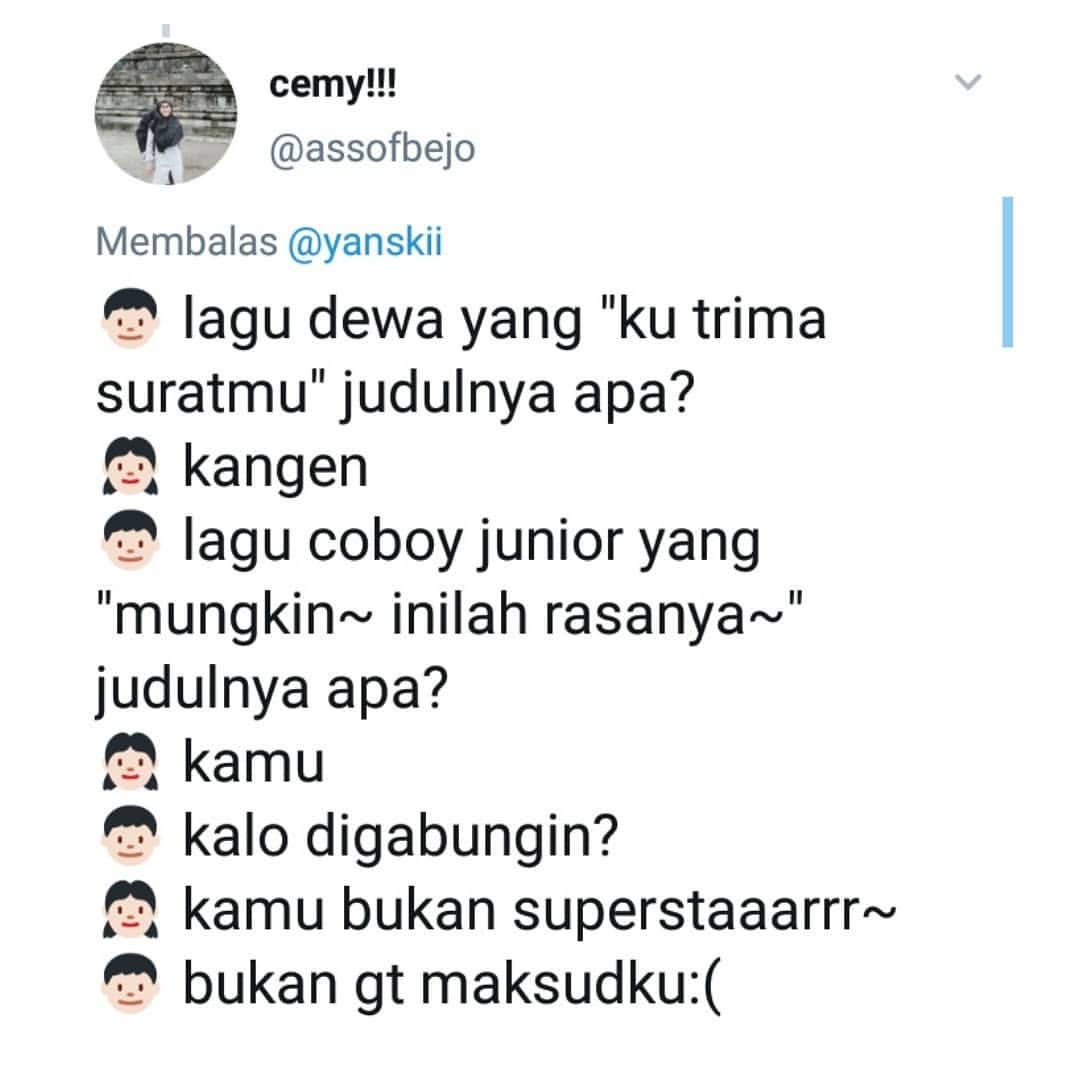 cemy!!!
@assofbejo
Membalas @yanskii
👦🏻 lagu dewa yang "ku trima
suratmu" judulnya apa?
👧🏻 kangen
👦🏻 lagu coboy junior yang
"mungkin~ inilah rasanya~"
judulnya apa?
👧🏻 kamu
👦🏻 kalo digabungin?
👧🏻 kamu bukan superstaaarrr~
👦🏻 bukan gt maksudku:(